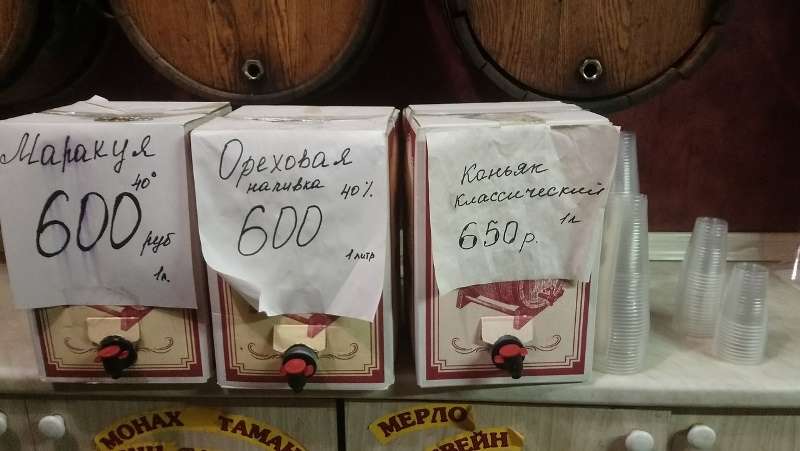 Маракуя
40°
600 руб
1л.
Ореховая
наливка 40%.
600
1 литр
Коньяк
классический
650р. 1л
МОНАХ ТАМАН
МЕРЛО